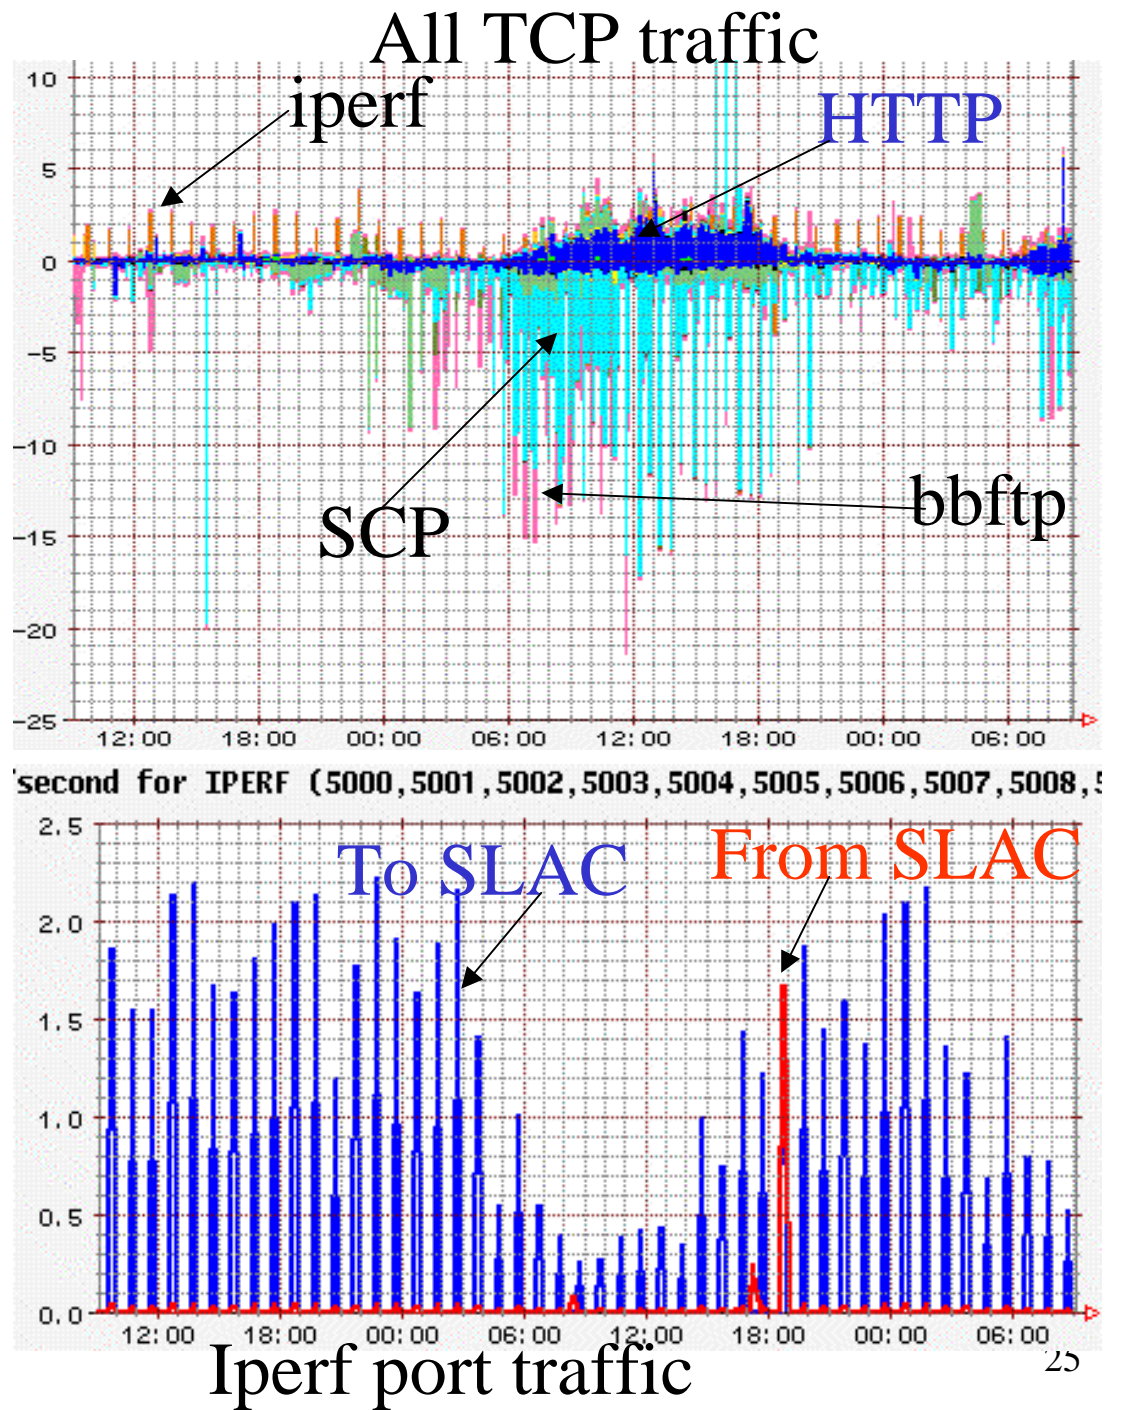 All TCP traffic
iperf
HTTP
10
5
0
−5
−10
−15
−20
−25
SCP
bbftp
12:00 18:00 00:00 06:00 12:00 18:00 00:00 06:00
second for IPERF (5000,5001,5002,5003,5004,5005,5006,5007,5008,5
To SLAC
From SLAC
2.5
2.0
1.5
1.0
0.5
0.0
12:00 18:00 00:00 06:00 12:00 18:00 00:00 06:00
Iperf port traffic
25